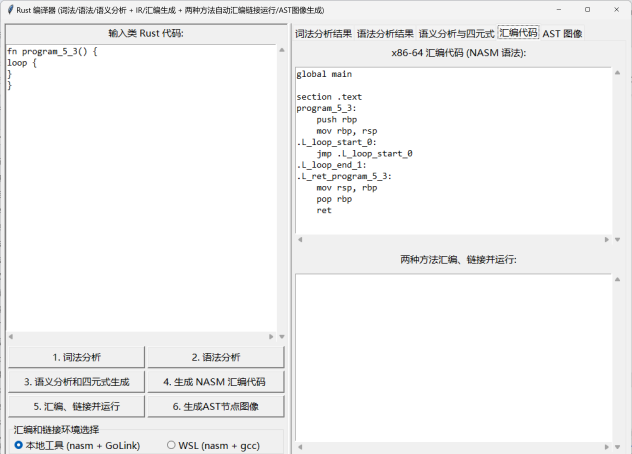 Rust 编译器 (词法/语法/语义分析 + IR/汇编生成 + 两种方法自动汇编链接运行/AST图像生成)
输入类 Rust 代码:
fn program_5_3() {
loop {
}
}
1. 词法分析
2. 语法分析
3. 语义分析和四元式生成
4. 生成 NASM 汇编代码
5. 汇编、链接并运行
6. 生成AST节点图像
汇编和链接环境选择
本地工具 (nasm + GoLink)
WSL (nasm + gcc)
词法分析结果 语法分析结果 语义分析与四元式 汇编代码 AST 图像
x86-64 汇编代码 (NASM 语法):
global main
section .text
program_5_3:
    push rbp
    mov rbp, rsp
.L_loop_start_0:
    jmp .L_loop_start_0
.L_loop_end_1:
.L_ret_program_5_3:
    mov rsp, rbp
    pop rbp
    ret
两种方法汇编、链接并运行: